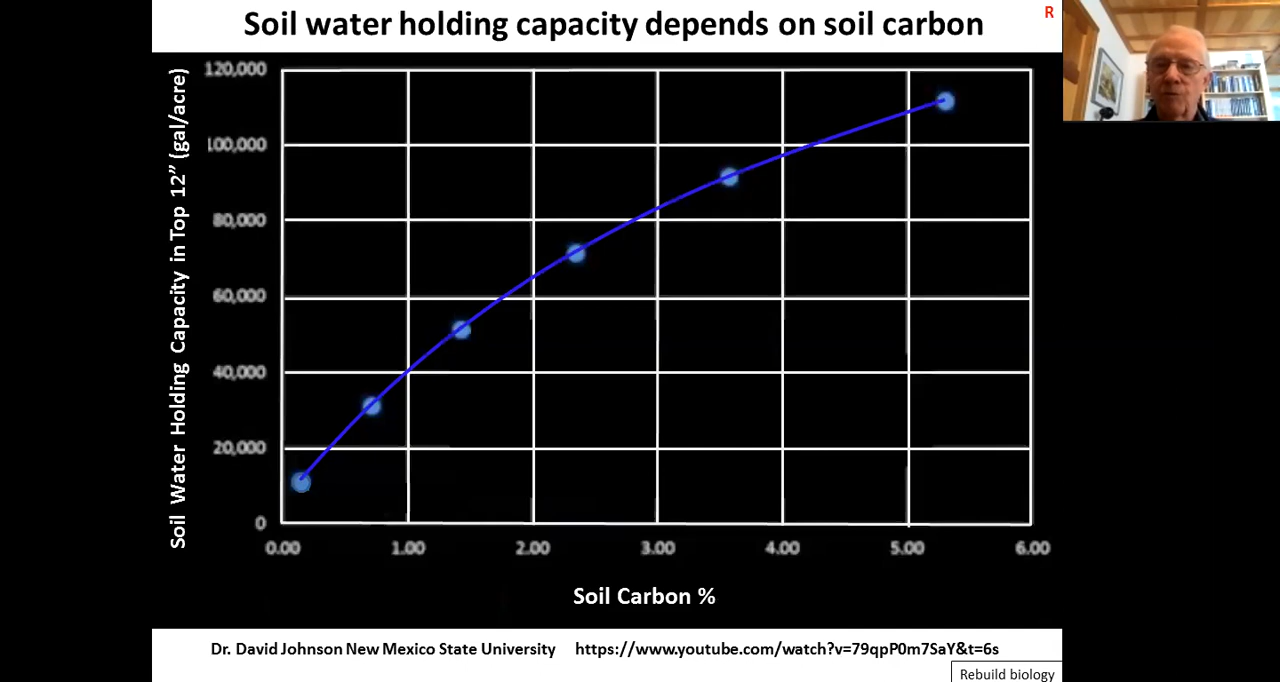 Soil water holding capacity depends on soil carbon
R
Soil Water Holding Capacity in Top 12” (gal/acre)
120,000
100,000
80,000
60,000
40,000
20,000
0
0.00 1.00 2.00 3.00 4.00 5.00 6.00
Soil Carbon %
Dr. David Johnson New Mexico State University https://www.youtube.com/watch?v=79qpP0m7SaY&t=6s
Rebuild biology